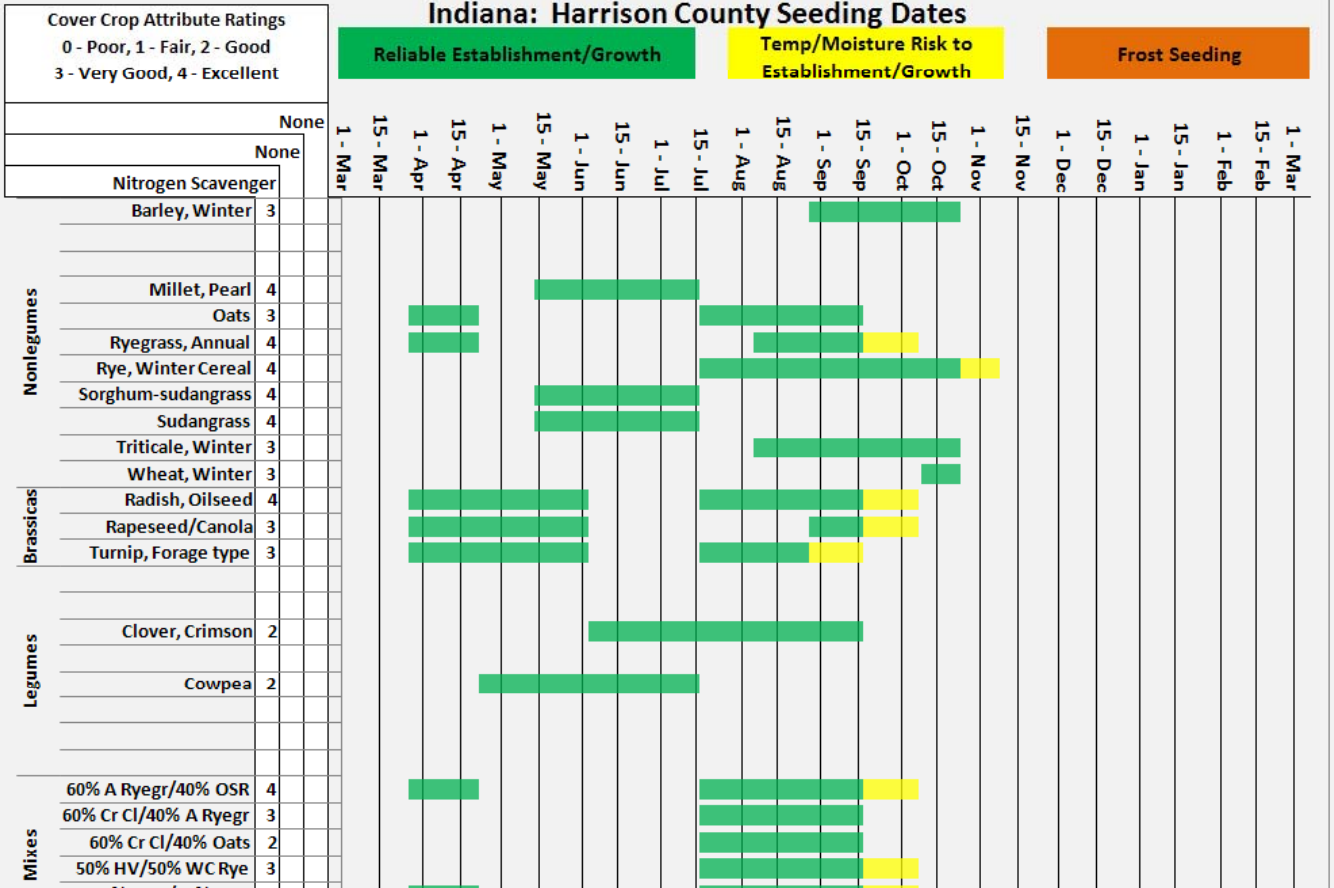 Cover Crop Attribute Ratings
0 - Poor, 1 - Fair, 2 - Good
3 - Very Good, 4 - Excellent
Indiana:  Harrison County Seeding Dates
Reliable Establishment/Growth
Temp/Moisture Risk to
Establishment/Growth
Frost Seeding
None
None
Nitrogen Scavenger
1 - Mar
15 - Mar
1 - Apr
15 - Apr
1 - May
15 - May
1 - Jun
15 - Jun
1 - Jul
15 - Jul
1 - Aug
15 - Aug
1 - Sep
15 - Sep
1 - Oct
15 - Oct
1 - Nov
15 - Nov
1 - Dec
15 - Dec
1 - Jan
15 - Jan
1 - Feb
15 - Feb
1 - Mar
Nonlegumes
Barley, Winter 3
Millet, Pearl 4
Oats 3
Ryegrass, Annual 4
Rye, Winter Cereal 4
Sorghum-sudangrass 4
Sudangrass 4
Triticale, Winter 3
Wheat, Winter 3
Brassicas
Radish, Oilseed 4
Rapeseed/Canola 3
Turnip, Forage type 3
Legumes
Clover, Crimson 2
Cowpea 2
Mixes
60% A Ryegr/40% OSR 4
60% Cr Cl/40% A Ryegr 3
60% Cr Cl/40% Oats 2
50% HV/50% WC Rye 3